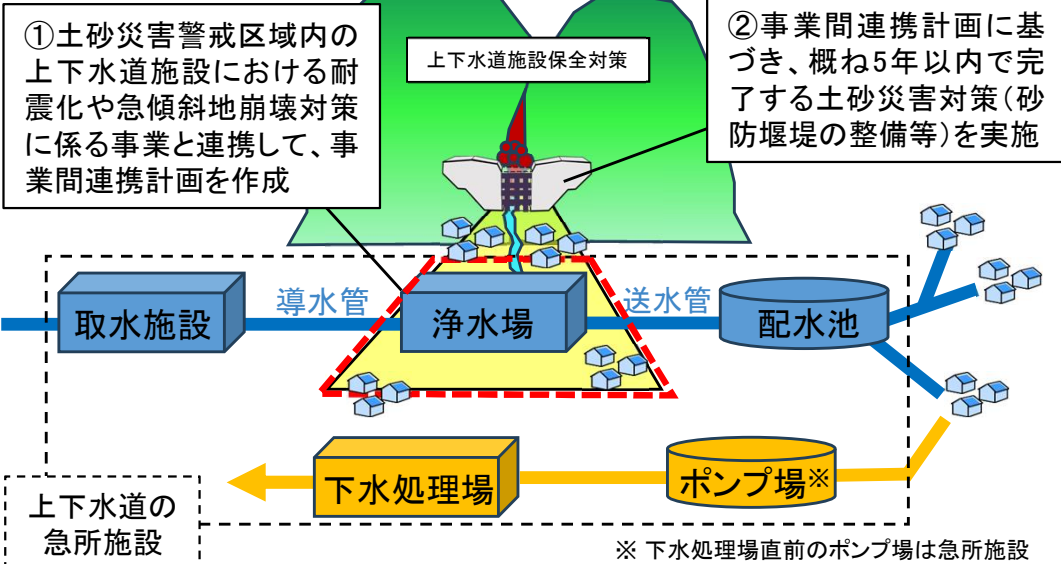 ①土砂災害警戒区域内の
上下水道施設における耐
震化や急傾斜地崩壊対策
に係る事業と連携して、事
業間連携計画を作成
上下水道施設保全対策
②事業間連携計画に基
づき、概ね5年以内で完
了する土砂災害対策(砂
防堰堤の整備等)を実施
取水施設
導水管
浄水場
送水管
配水池
下水処理場
ポンプ場※
上下水道の
急所施設
※ 下水処理場直前のポンプ場は急所施設